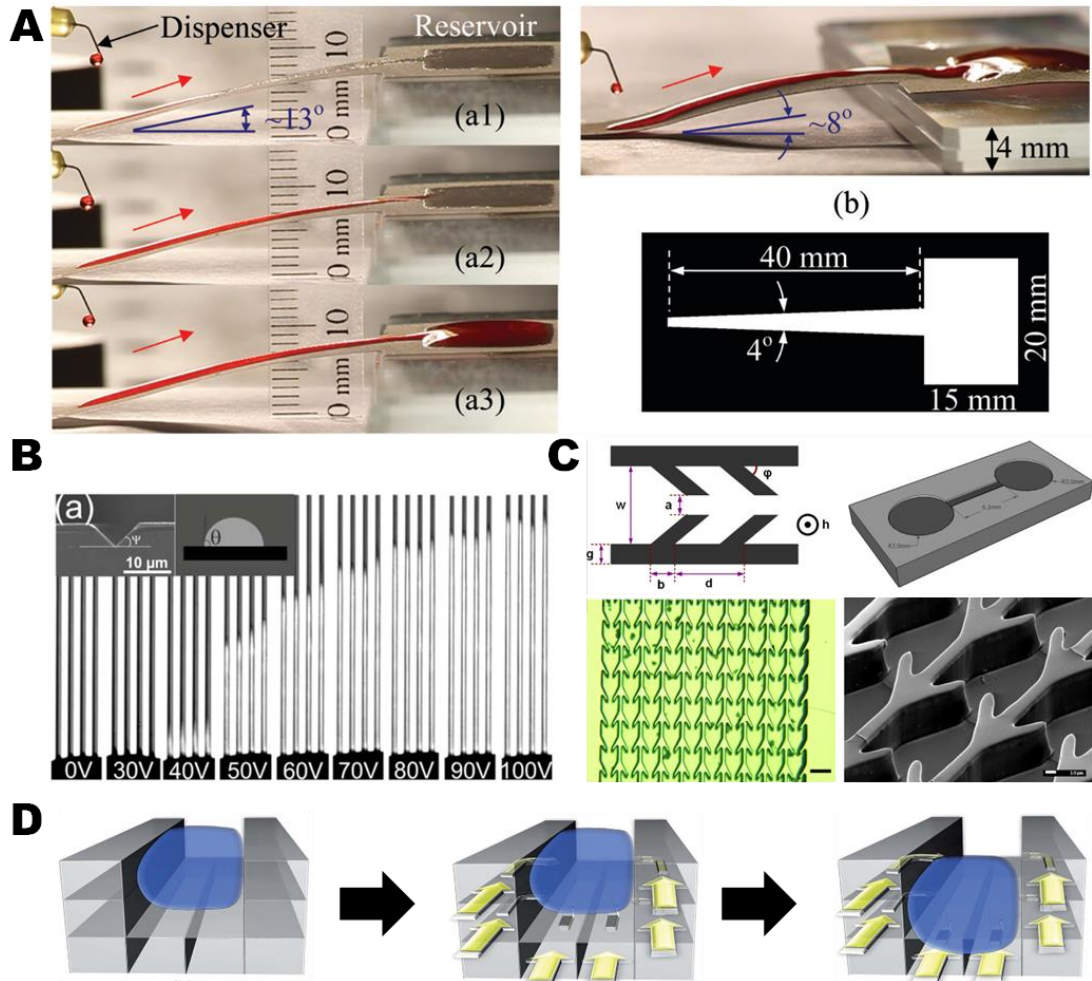 A
Dispenser
Reservoir
10
~13°
0 mm
(a1)
10
0 mm
(a2)
10
0 mm
(a3)
~8°
4 mm
(b)
40 mm
4°
20 mm
15 mm
B
(a)
ψ
θ
10 µm
0V 30V 40V 50V 60V 70V 80V 90V 100V
C
φ
w
a
h
g
b
d
D